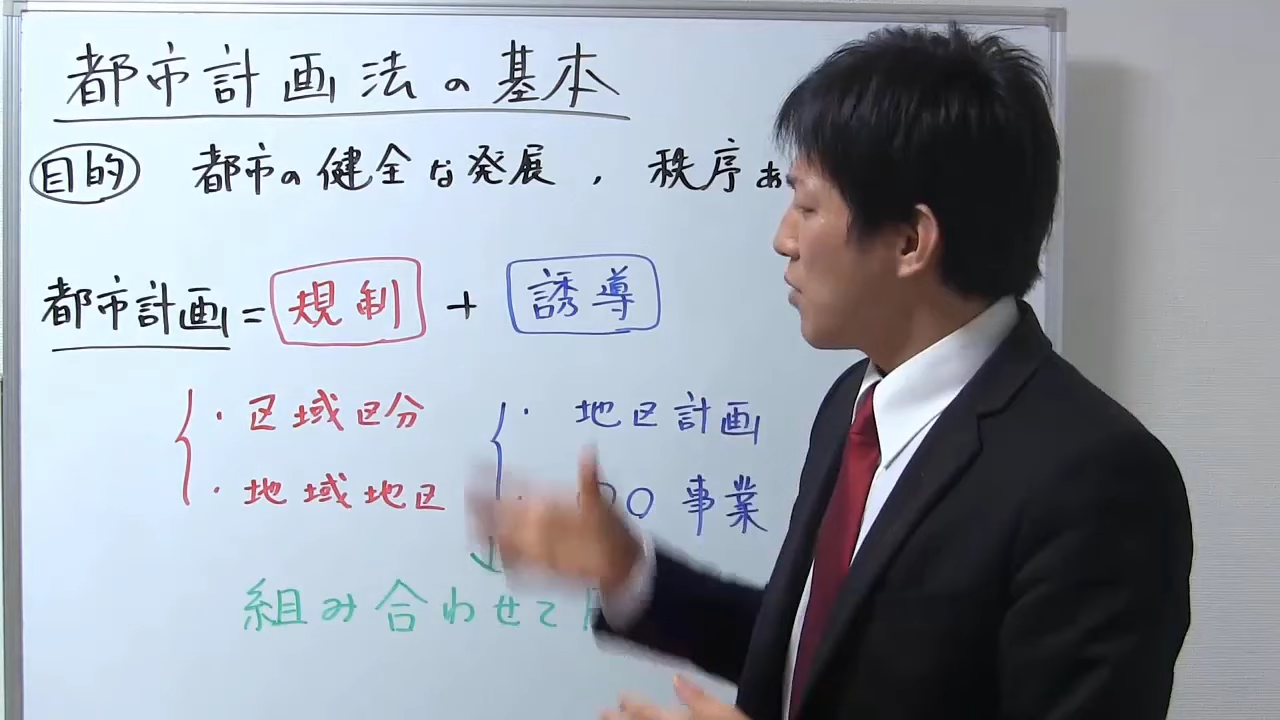 都市計画法の基本
目的 都市の健全な発展, 秩序あ
都市計画=規制+誘導
・区域区分 ・地区計画
・地域地区 ・〇〇事業
↓
組み合わせて